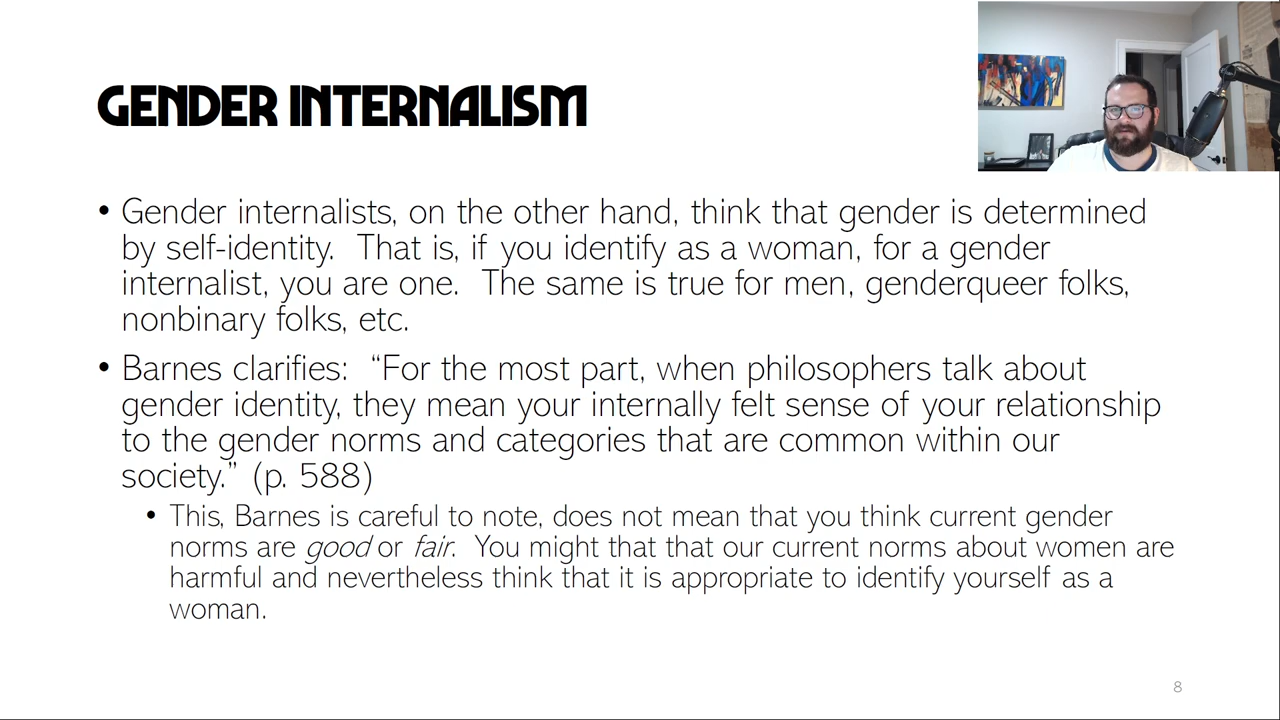 GENDER INTERNALISM
• Gender internalists, on the other hand, think that gender is determined
by self-identity.  That is, if you identify as a woman, for a gender
internalist, you are one.  The same is true for men, genderqueer folks,
nonbinary folks, etc.
• Barnes clarifies:  “For the most part, when philosophers talk about
gender identity, they mean your internally felt sense of your relationship
to the gender norms and categories that are common within our
society.”  (p. 588)
• This, Barnes is careful to note, does not mean that you think current gender
norms are good or fair.  You might that that our current norms about women are
harmful and nevertheless think that it is appropriate to identify yourself as a
woman.
8